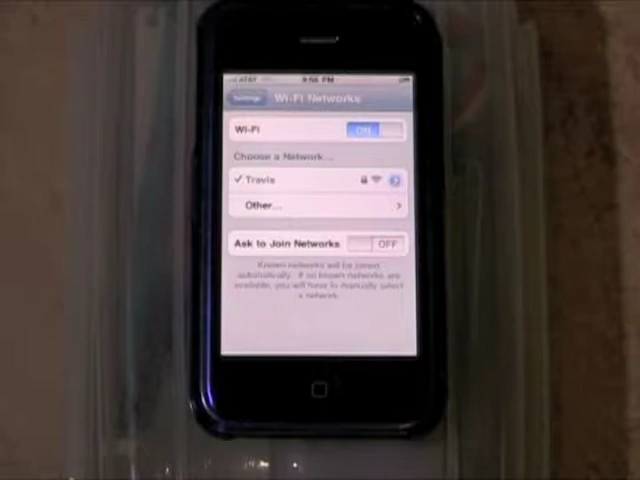 AT&T 9:56 PM
Settings Wi-Fi Networks
Wi-Fi ON
Choose a Network...
✓ Travis
Other...
Ask to Join Networks OFF
Known networks will be joined
automatically. If no known networks are
available, you will have to manually select
a network.